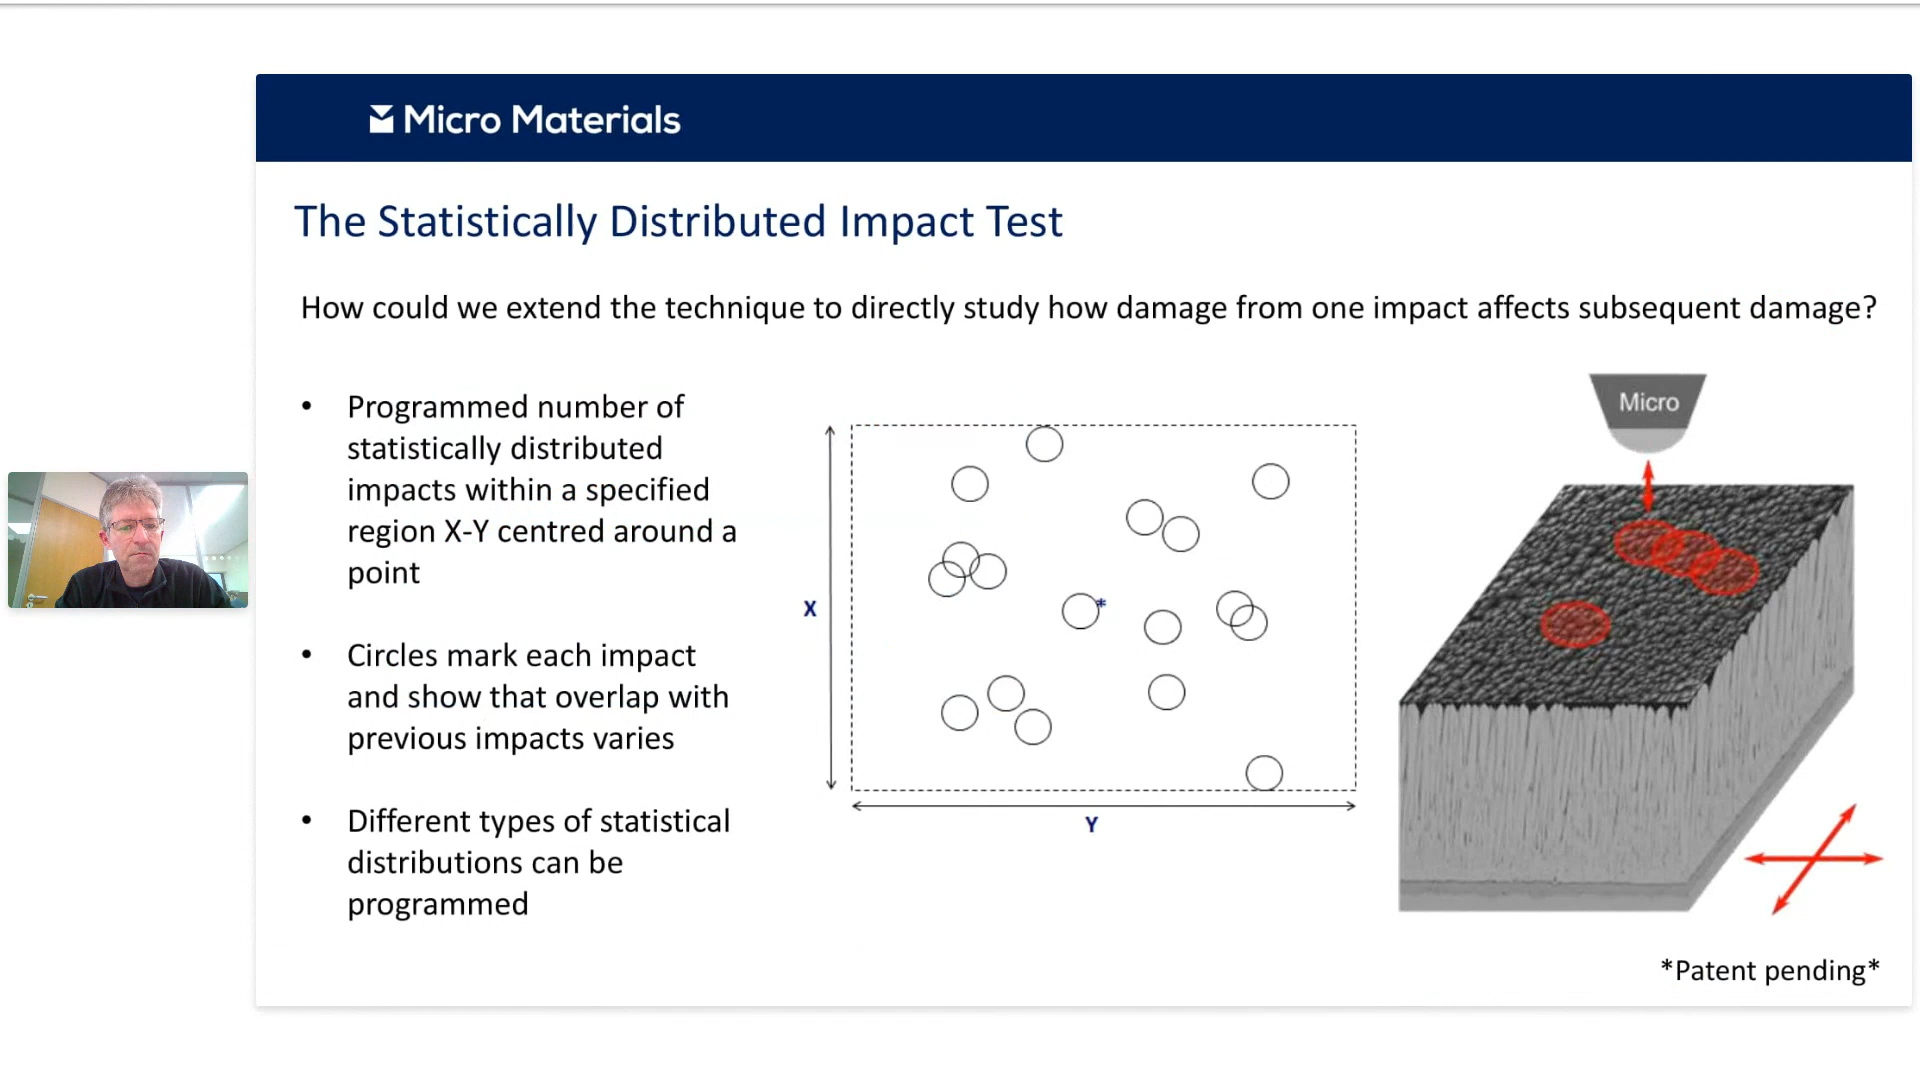 Micro Materials
The Statistically Distributed Impact Test
How could we extend the technique to directly study how damage from one impact affects subsequent damage?
• Programmed number of
statistically distributed
impacts within a specified
region X-Y centred around a
point
• Circles mark each impact
and show that overlap with
previous impacts varies
• Different types of statistical
distributions can be
programmed
X
*
Y
Micro
*Patent pending*